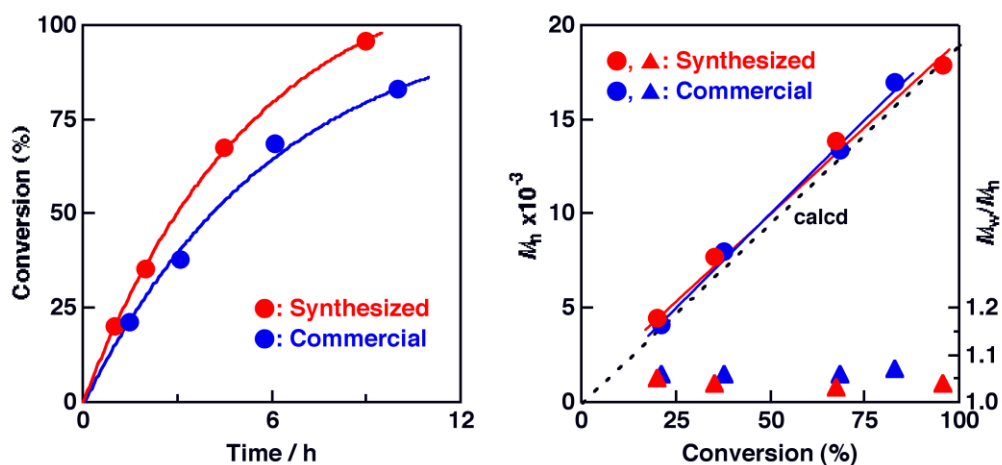 100
75
50
25
0
Conversion (%)
0
6
12
Time / h
: Synthesized
: Commercial
20
15
10
5
0
Mn x10-3
, : Synthesized
, : Commercial
calcd
Mw/Mn
1.2
1.1
1.0
0
25
50
75
100
Conversion (%)